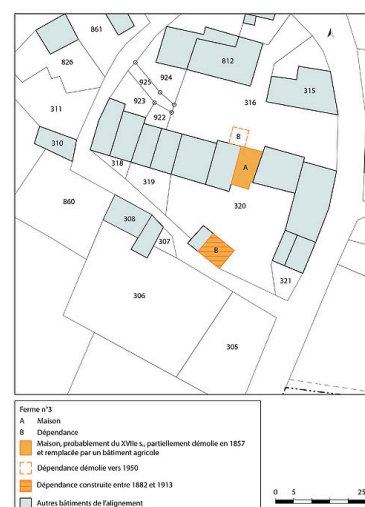 861
826
812
925
924
315
311
923
316
922
310
B
A
318
319
860
320
308
307
B
321
306
305
Ferme n°3
A Maison
B Dépendance
Maison, probablement du XVIIe s., partiellement démolie en 1857
et remplacée par un bâtiment agricole
Dépendance démolie vers 1950
Dépendance construite entre 1882 et 1913
Autres bâtiments de l'alignement
0 5 25